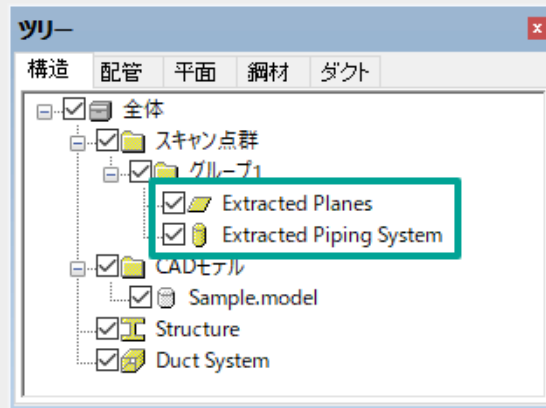 ツリー
構造 配管 平面 鋼材 ダクト
全体
スキャン点群
グループ1
Extracted Planes
Extracted Piping System
CADモデル
Sample.model
Structure
Duct System